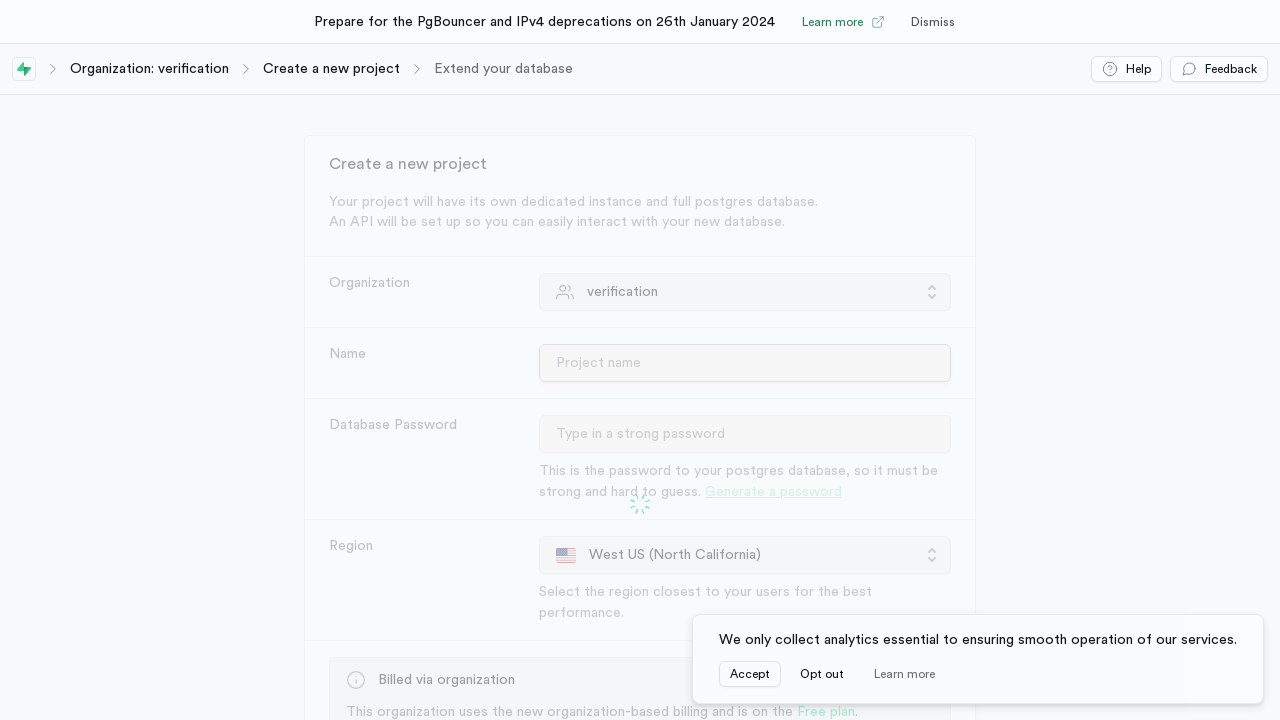 Prepare for the PgBouncer and IPv4 deprecations on 26th January 2024 Learn more Dismiss
Organization: verification Create a new project Extend your database Help Feedback
Create a new project
Your project will have its own dedicated instance and full postgres database.
An API will be set up so you can easily interact with your new database.
Organization verification
Name Project name
Database Password Type in a strong password
This is the password to your postgres database, so it must be
strong and hard to guess. Generate a password
Region West US (North California)
Select the region closest to your users for the best
performance.
Billed via organization
This organization uses the new organization-based billing and is on the Free plan.
We only collect analytics essential to ensuring smooth operation of our services.
Accept Opt out Learn more